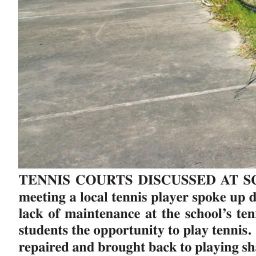 TENNIS COURTS DISCUSSED AT
meeting a local tennis player spoke up
lack of maintenance at the school's
students the opportunity to play tennis.
repaired and brought back to playing